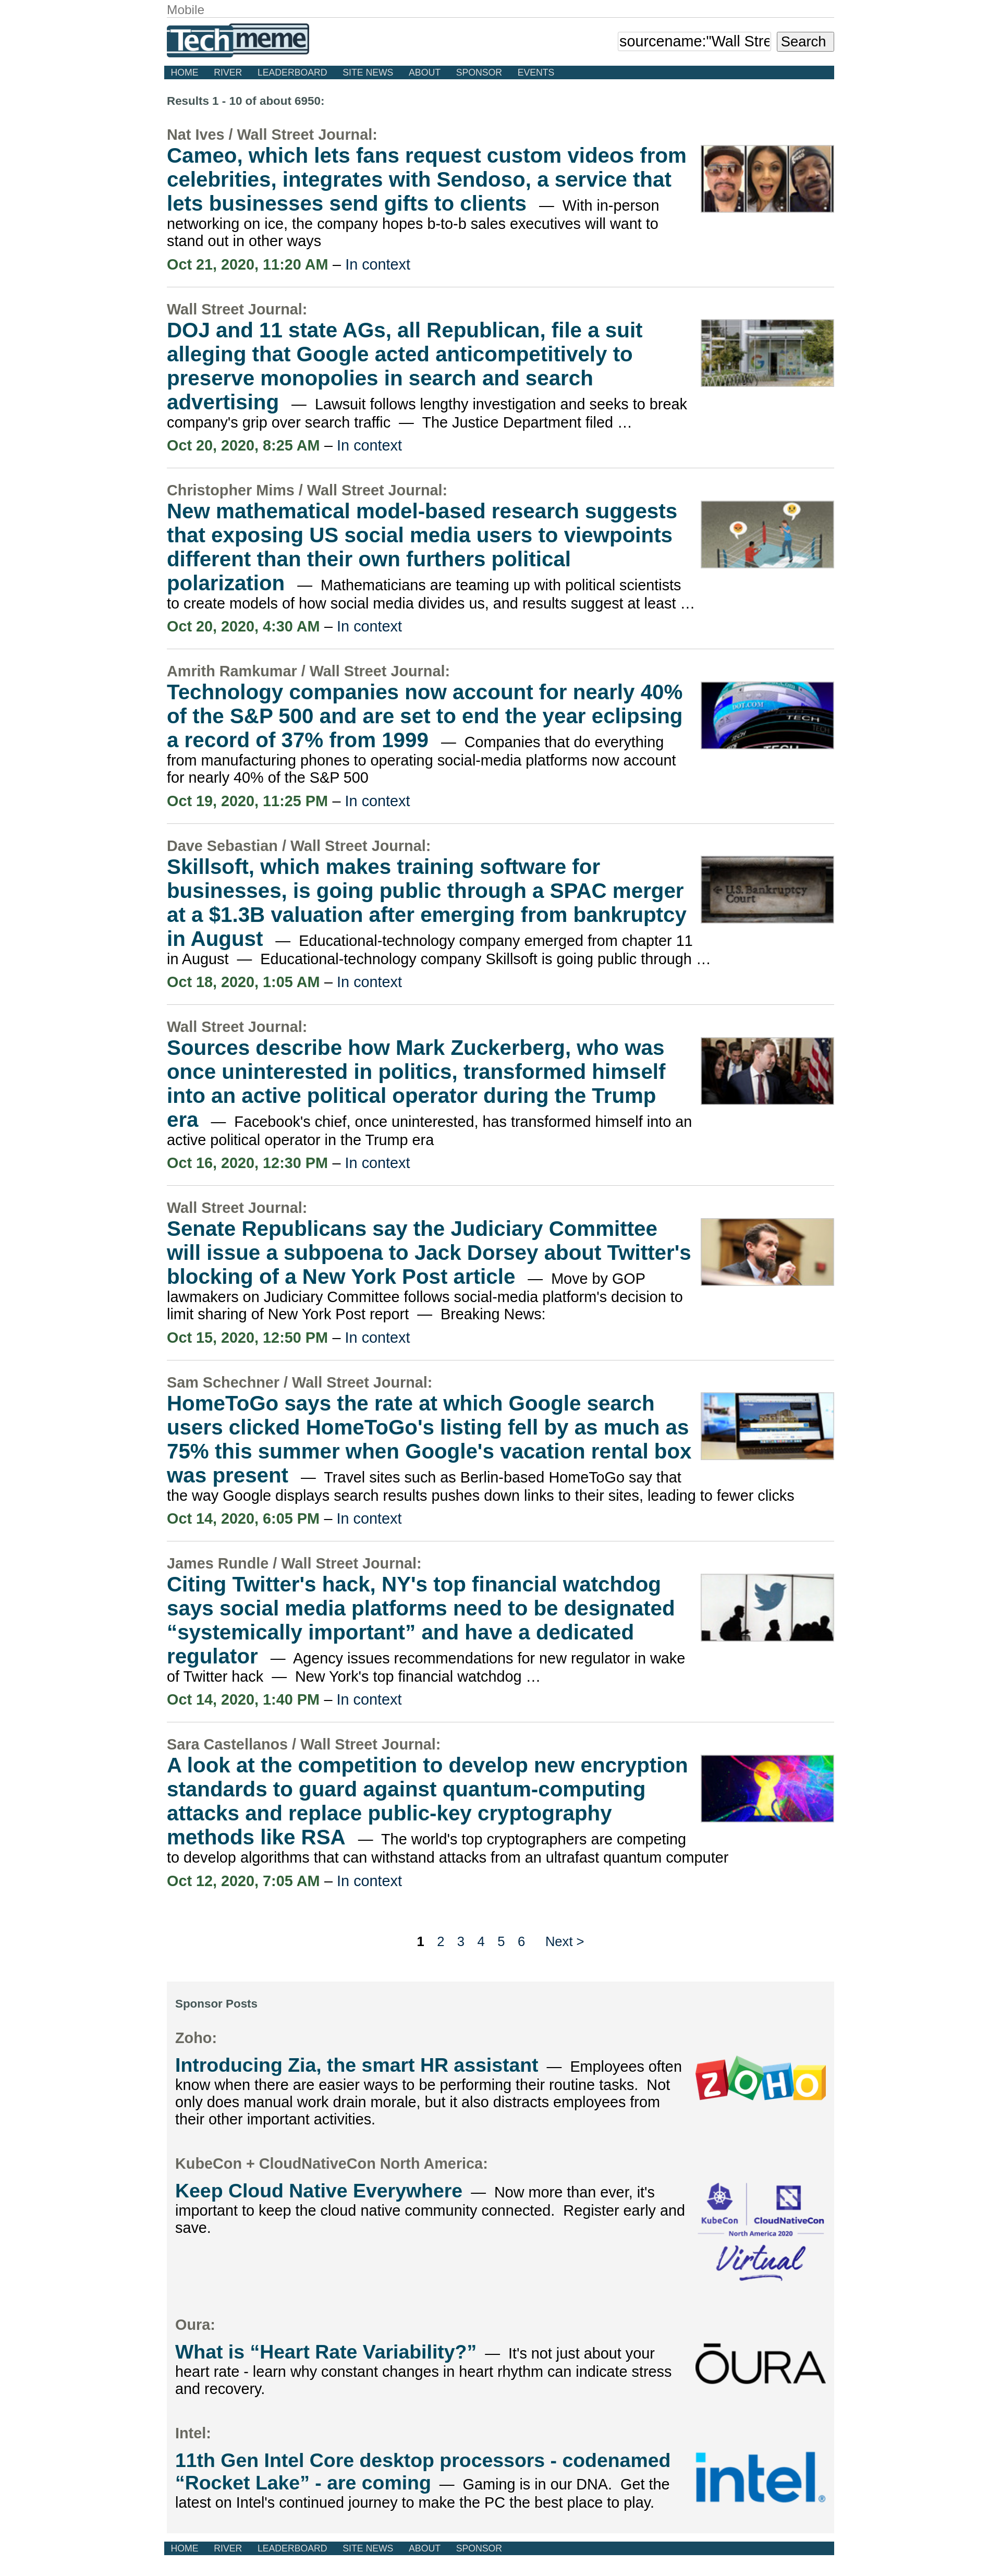 Mobile
Techmeme
sourcename:"Wall Stre
Search
HOME RIVER LEADERBOARD SITE NEWS ABOUT SPONSOR EVENTS
Results 1 - 10 of about 6950:
Nat Ives / Wall Street Journal:
Cameo, which lets fans request custom videos from
celebrities, integrates with Sendoso, a service that
lets businesses send gifts to clients — With in-person
networking on ice, the company hopes b-to-b sales executives will want to
stand out in other ways
Oct 21, 2020, 11:20 AM – In context
Wall Street Journal:
DOJ and 11 state AGs, all Republican, file a suit
alleging that Google acted anticompetitively to
preserve monopolies in search and search
advertising — Lawsuit follows lengthy investigation and seeks to break
company's grip over search traffic — The Justice Department filed …
Oct 20, 2020, 8:25 AM – In context
Christopher Mims / Wall Street Journal:
New mathematical model-based research suggests
that exposing US social media users to viewpoints
different than their own furthers political
polarization — Mathematicians are teaming up with political scientists
to create models of how social media divides us, and results suggest at least …
Oct 20, 2020, 4:30 AM – In context
Amrith Ramkumar / Wall Street Journal:
Technology companies now account for nearly 40%
of the S&P 500 and are set to end the year eclipsing
a record of 37% from 1999 — Companies that do everything
from manufacturing phones to operating social-media platforms now account
for nearly 40% of the S&P 500
DOT.COM
TECH
TECH
Oct 19, 2020, 11:25 PM – In context
Dave Sebastian / Wall Street Journal:
Skillsoft, which makes training software for
businesses, is going public through a SPAC merger
at a $1.3B valuation after emerging from bankruptcy
in August — Educational-technology company emerged from chapter 11
in August — Educational-technology company Skillsoft is going public through …
U.S. Bankruptcy
Court
Oct 18, 2020, 1:05 AM – In context
Wall Street Journal:
Sources describe how Mark Zuckerberg, who was
once uninterested in politics, transformed himself
into an active political operator during the Trump
era — Facebook's chief, once uninterested, has transformed himself into an
active political operator in the Trump era
Oct 16, 2020, 12:30 PM – In context
Wall Street Journal:
Senate Republicans say the Judiciary Committee
will issue a subpoena to Jack Dorsey about Twitter's
blocking of a New York Post article — Move by GOP
lawmakers on Judiciary Committee follows social-media platform's decision to
limit sharing of New York Post report — Breaking News:
Oct 15, 2020, 12:50 PM – In context
Sam Schechner / Wall Street Journal:
HomeToGo says the rate at which Google search
users clicked HomeToGo's listing fell by as much as
75% this summer when Google's vacation rental box
was present — Travel sites such as Berlin-based HomeToGo say that
the way Google displays search results pushes down links to their sites, leading to fewer clicks
Oct 14, 2020, 6:05 PM – In context
James Rundle / Wall Street Journal:
Citing Twitter's hack, NY's top financial watchdog
says social media platforms need to be designated
“systemically important” and have a dedicated
regulator — Agency issues recommendations for new regulator in wake
of Twitter hack — New York's top financial watchdog …
Oct 14, 2020, 1:40 PM – In context
Sara Castellanos / Wall Street Journal:
A look at the competition to develop new encryption
standards to guard against quantum-computing
attacks and replace public-key cryptography
methods like RSA — The world's top cryptographers are competing
to develop algorithms that can withstand attacks from an ultrafast quantum computer
Oct 12, 2020, 7:05 AM – In context
1 2 3 4 5 6 Next >
Sponsor Posts
Zoho:
Introducing Zia, the smart HR assistant — Employees often
know when there are easier ways to be performing their routine tasks. Not
only does manual work drain morale, but it also distracts employees from
their other important activities.
ZOHO
KubeCon + CloudNativeCon North America:
Keep Cloud Native Everywhere — Now more than ever, it's
important to keep the cloud native community connected. Register early and
save.
KubeCon CloudNativeCon
North America 2020
Virtual
Oura:
What is “Heart Rate Variability?” — It's not just about your
heart rate - learn why constant changes in heart rhythm can indicate stress
and recovery.
ŌURA
Intel:
11th Gen Intel Core desktop processors - codenamed
“Rocket Lake” - are coming — Gaming is in our DNA. Get the
latest on Intel's continued journey to make the PC the best place to play.
intel®
HOME RIVER LEADERBOARD SITE NEWS ABOUT SPONSOR